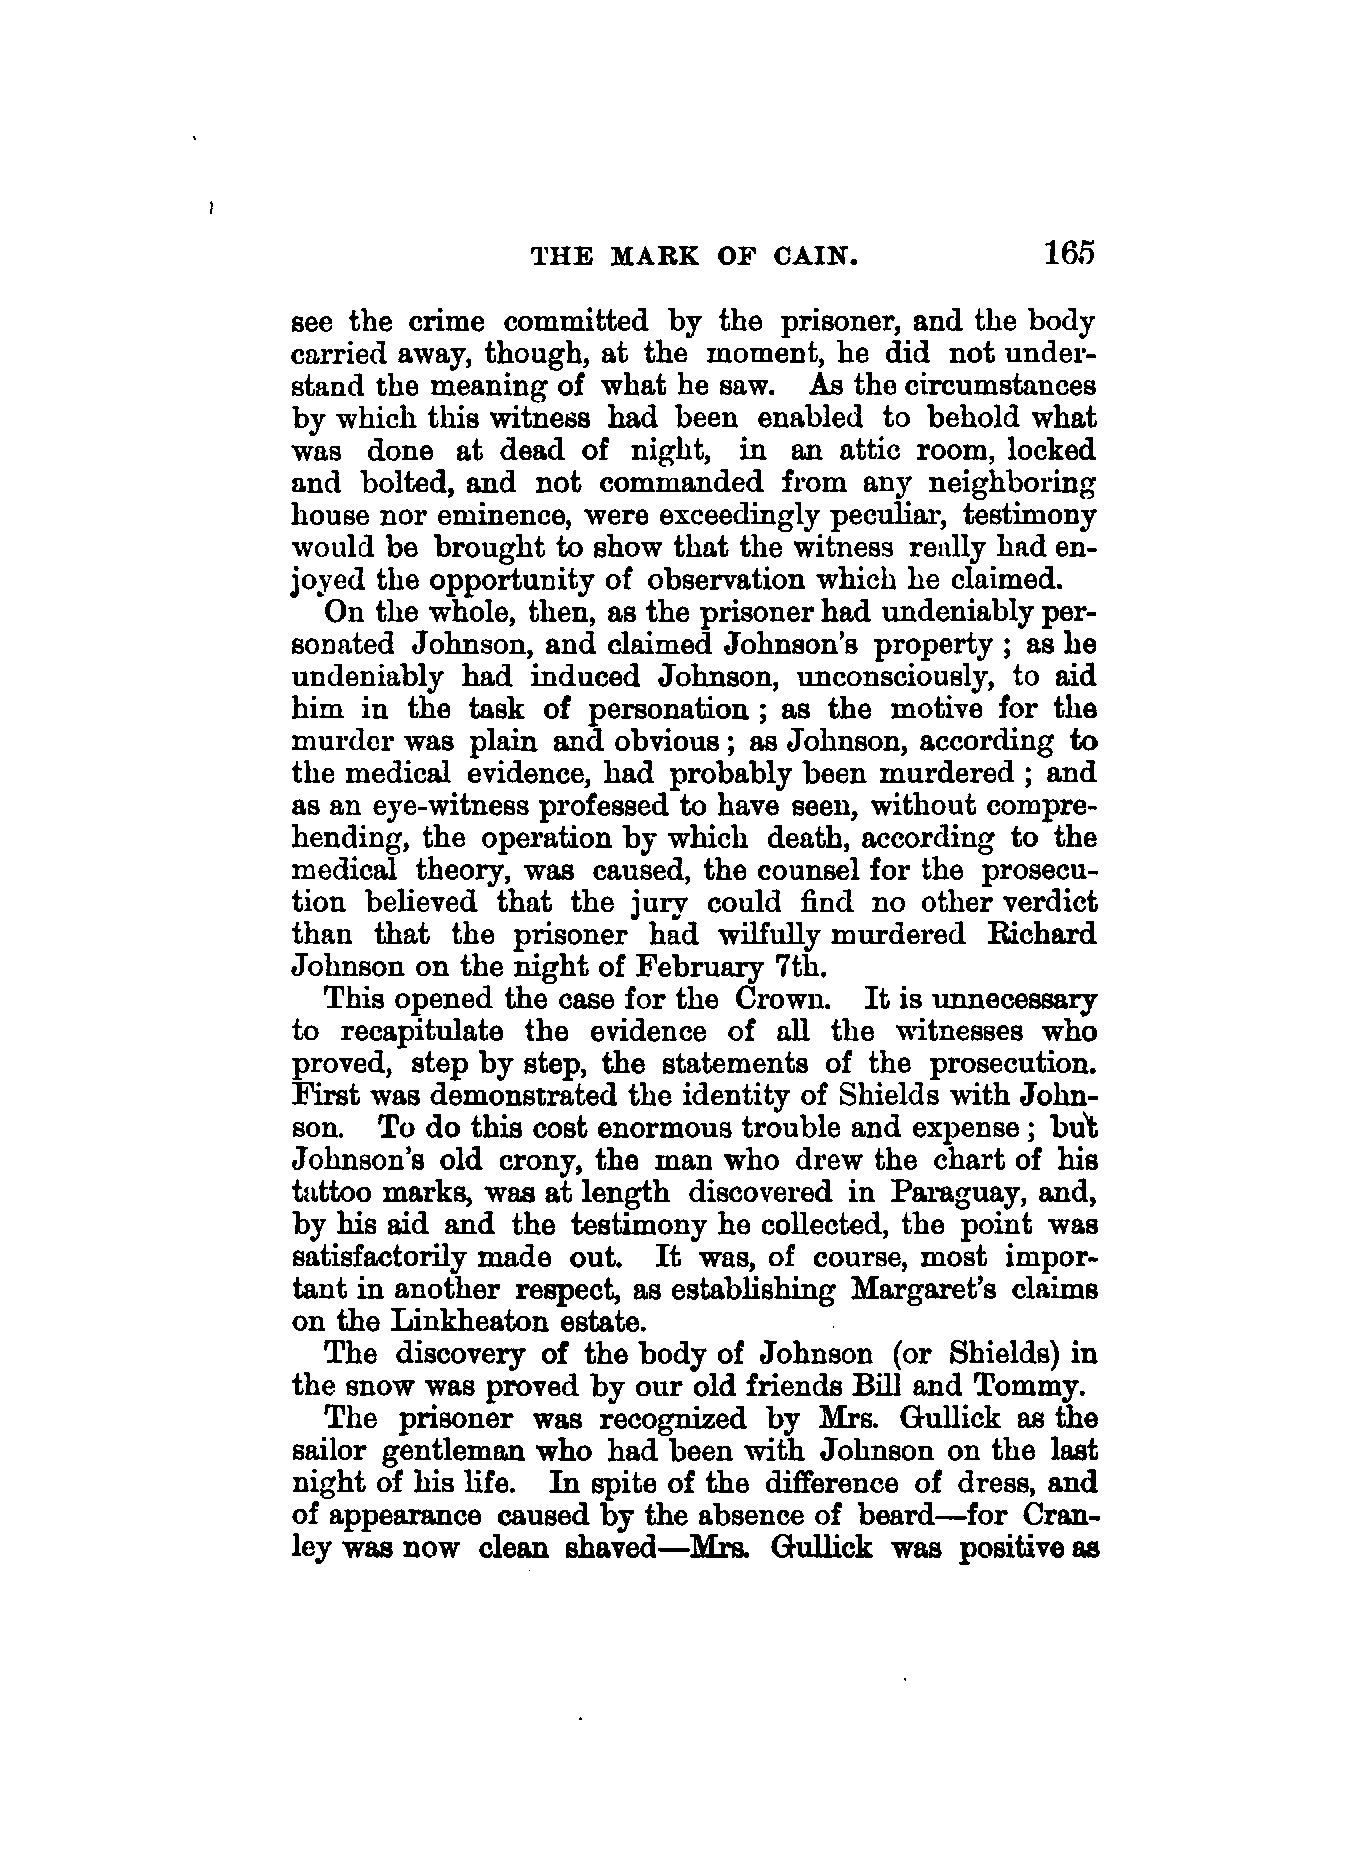 THE MARK OF CAIN. 165
see the crime committed by the prisoner, and the body
carried away, though, at the moment, he did not under-
stand the meaning of what he saw. As the circumstances
by which this witness had been enabled to behold what
was done at dead of night, in an attic room, locked
and bolted, and not commanded from any neighboring
house nor eminence, were exceedingly peculiar, testimony
would be brought to show that the witness really had en-
joyed the opportunity of observation which he claimed.
On the whole, then, as the prisoner had undeniably per-
sonated Johnson, and claimed Johnson's property ; as he
undeniably had induced Johnson, unconsciously, to aid
him in the task of personation ; as the motive for the
murder was plain and obvious ; as Johnson, according to
the medical evidence, had probably been murdered ; and
as an eye-witness professed to have seen, without compre-
hending, the operation by which death, according to the
medical theory, was caused, the counsel for the prosecu-
tion believed that the jury could find no other verdict
than that the prisoner had wilfully murdered Richard
Johnson on the night of February 7th.
This opened the case for the Crown. It is unnecessary
to recapitulate the evidence of all the witnesses who
proved, step by step, the statements of the prosecution.
First was demonstrated the identity of Shields with John-
son. To do this cost enormous trouble and expense ; but
Johnson's old crony, the man who drew the chart of his
tattoo marks, was at length discovered in Paraguay, and,
by his aid and the testimony he collected, the point was
satisfactorily made out. It was, of course, most impor-
tant in another respect, as establishing Margaret's claims
on the Linkheaton estate.
The discovery of the body of Johnson (or Shields) in
the snow was proved by our old friends Bill and Tommy.
The prisoner was recognized by Mrs. Gullick as the
sailor gentleman who had been with Johnson on the last
night of his life. In spite of the difference of dress, and
of appearance caused by the absence of beard—for Cran-
ley was now clean shaved—Mrs. Gullick was positive as